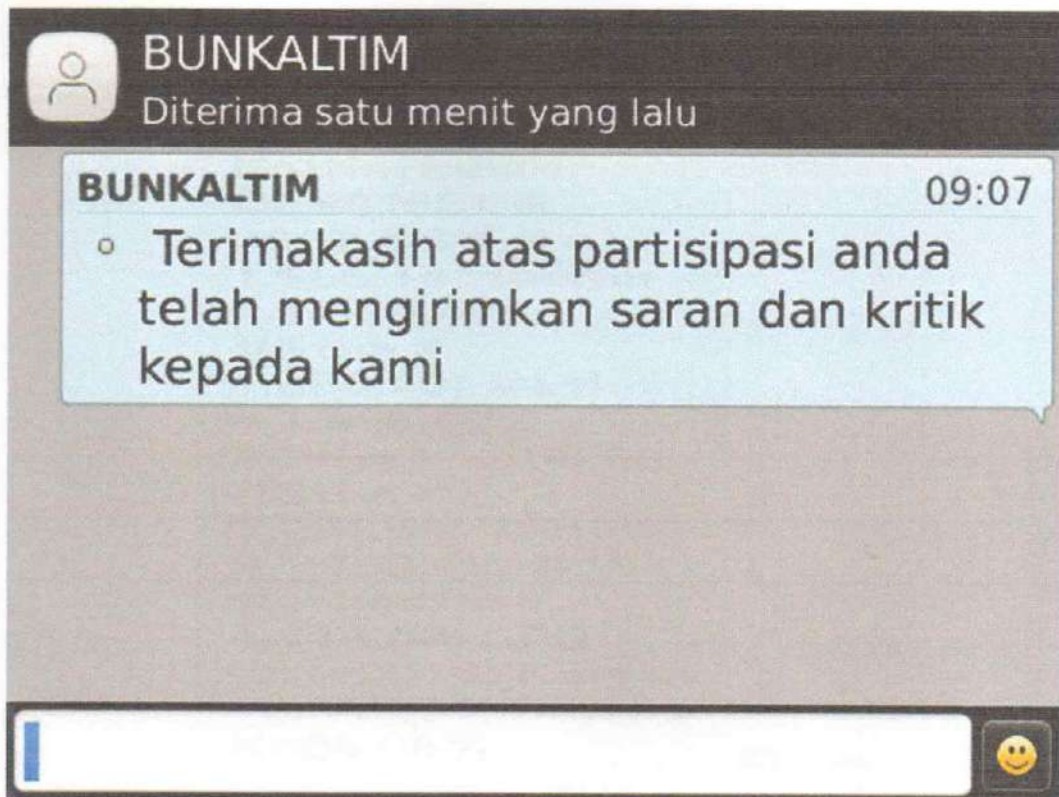 BUNKALTIM
Diterima satu menit yang lalu
BUNKALTIM 09:07
Terimakasih atas partisipasi anda
telah mengirimkan saran dan kritik
kepada kami